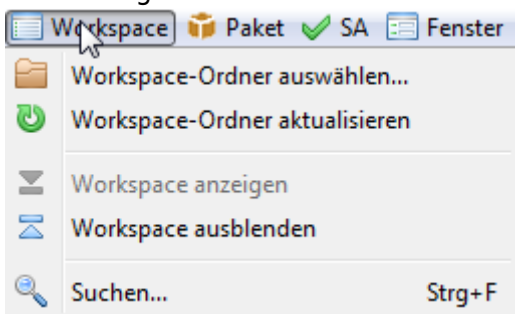 Workspace Paket SA Fenster
Workspace-Ordner auswählen...
Workspace-Ordner aktualisieren
Workspace anzeigen
Workspace ausblenden
Suchen... Strg+F